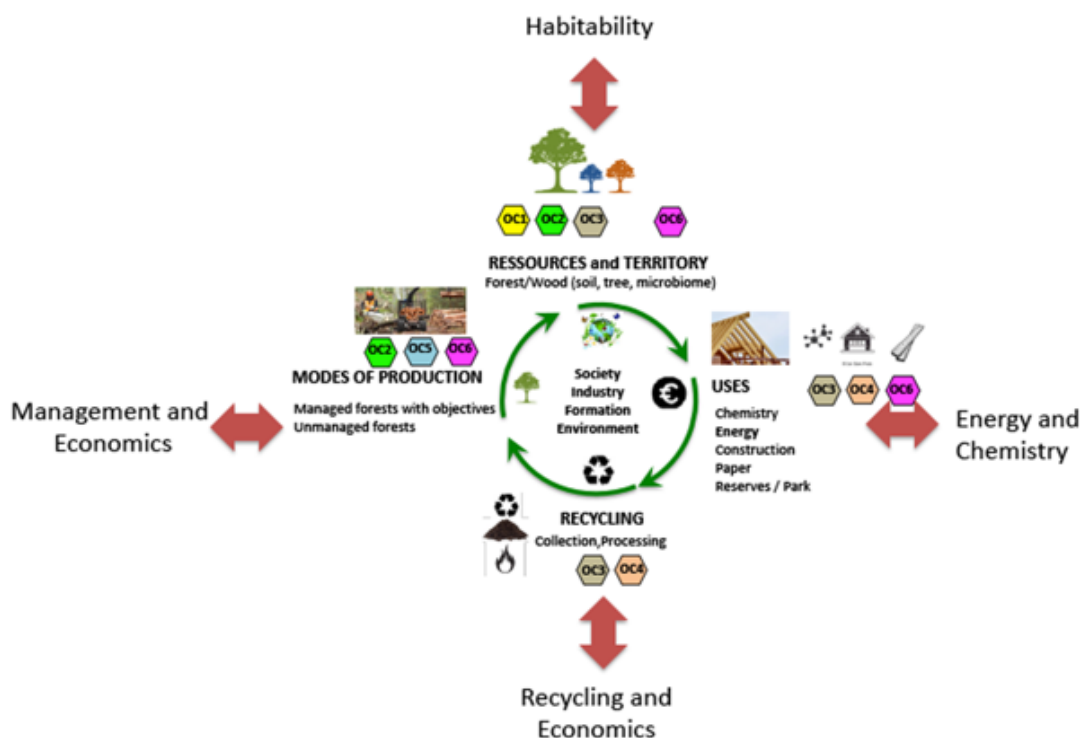 Habitability
OC1 OC2 OC3 OC6
RESSOURCES and TERRITORY
Forest/Wood (soil, tree, microbiome)
OC2 OC5 OC6
MODES OF PRODUCTION
Managed forests with objectives
Unmanaged forests
Management and
Economics
Society
Industry
Formation
Environment
€
OC3 OC4 OC6
USES
Chemistry
Energy
Construction
Paper
Reserves / Park
Energy and
Chemistry
RECYCLING
Collection,Processing
OC3 OC4
Recycling and
Economics